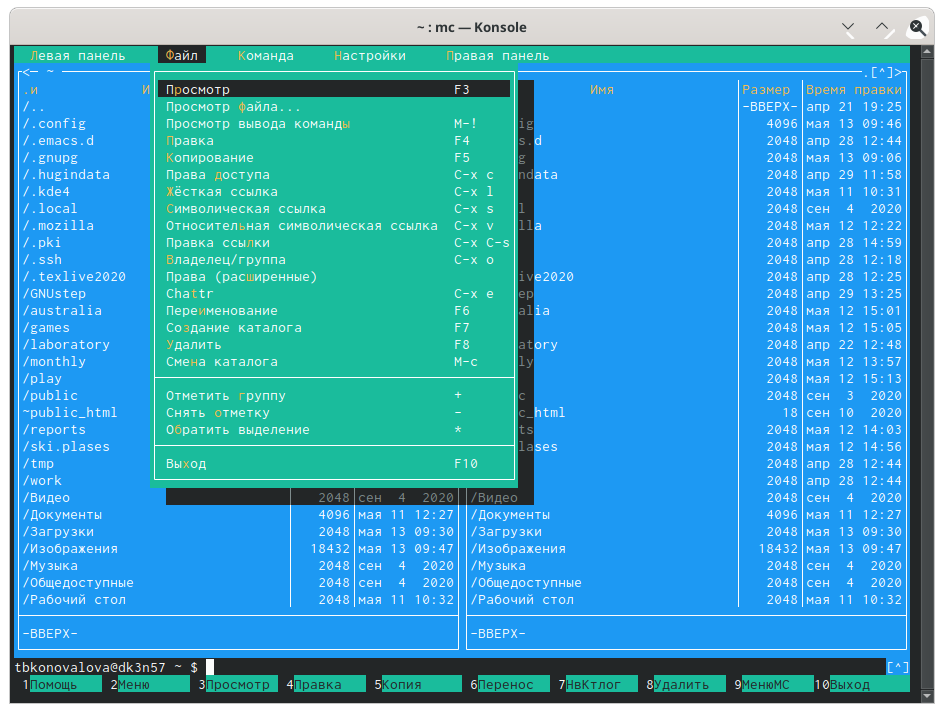 ~ : mc — Konsole
Левая панель Файл Команда Настройки Правая панель
<— ~ .[^]>
.и И Просмотр F3 Имя Размер Время правки
/.. Просмотр файла... -ВВЕРХ- апр 21 19:25
/.config Просмотр вывода команды M-! ig 4096 мая 13 09:46
/.emacs.d Правка F4 s.d 2048 апр 28 12:44
/.gnupg Копирование F5 g 2048 мая 13 09:06
/.hugindata Права доступа C-x c ndata 2048 апр 29 11:58
/.kde4 Жёсткая ссылка C-x l 2048 мая 11 10:31
/.local Символическая ссылка C-x s l 2048 сен 4 2020
/.mozilla Относительная символическая ссылка C-x v lla 2048 мая 12 12:22
/.pki Правка ссылки C-x C-s 2048 апр 28 14:59
/.ssh Владелец/группа C-x o 2048 апр 28 12:18
/.texlive2020 Права (расширенные) ive2020 2048 апр 28 12:25
/GNUstep Chattr C-x e ep 2048 апр 29 13:25
/australia Переименование F6 alia 2048 мая 12 15:01
/games Создание каталога F7 2048 мая 12 15:05
/laboratory Удалить F8 atory 2048 апр 22 12:48
/monthly Смена каталога M-c ly 2048 мая 12 13:57
/play 2048 мая 12 15:13
/public Отметить группу + c 2048 сен 3 2020
~public_html Снять отметку - c_html 18 сен 10 2020
/reports Обратить выделение * ts 2048 мая 12 14:03
/ski.plases lases 2048 мая 12 14:56
/tmp Выход F10 2048 апр 28 12:44
/work 2048 апр 28 12:44
/Видео 2048 сен 4 2020 /Видео 2048 сен 4 2020
/Документы 4096 мая 11 12:27 /Документы 4096 мая 11 12:27
/Загрузки 2048 мая 13 09:30 /Загрузки 2048 мая 13 09:30
/Изображения 18432 мая 13 09:47 /Изображения 18432 мая 13 09:47
/Музыка 2048 сен 4 2020 /Музыка 2048 сен 4 2020
/Общедоступные 2048 сен 4 2020 /Общедоступные 2048 сен 4 2020
/Рабочий стол 2048 мая 11 10:32 /Рабочий стол 2048 мая 11 10:32
-ВВЕРХ- -ВВЕРХ-
tbkonovalova@dk3n57 ~ $ [^]
1Помощь 2Меню 3Просмотр 4Правка 5Копия 6Перенос 7НвКтлог 8Удалить 9МенюМС 10Выход